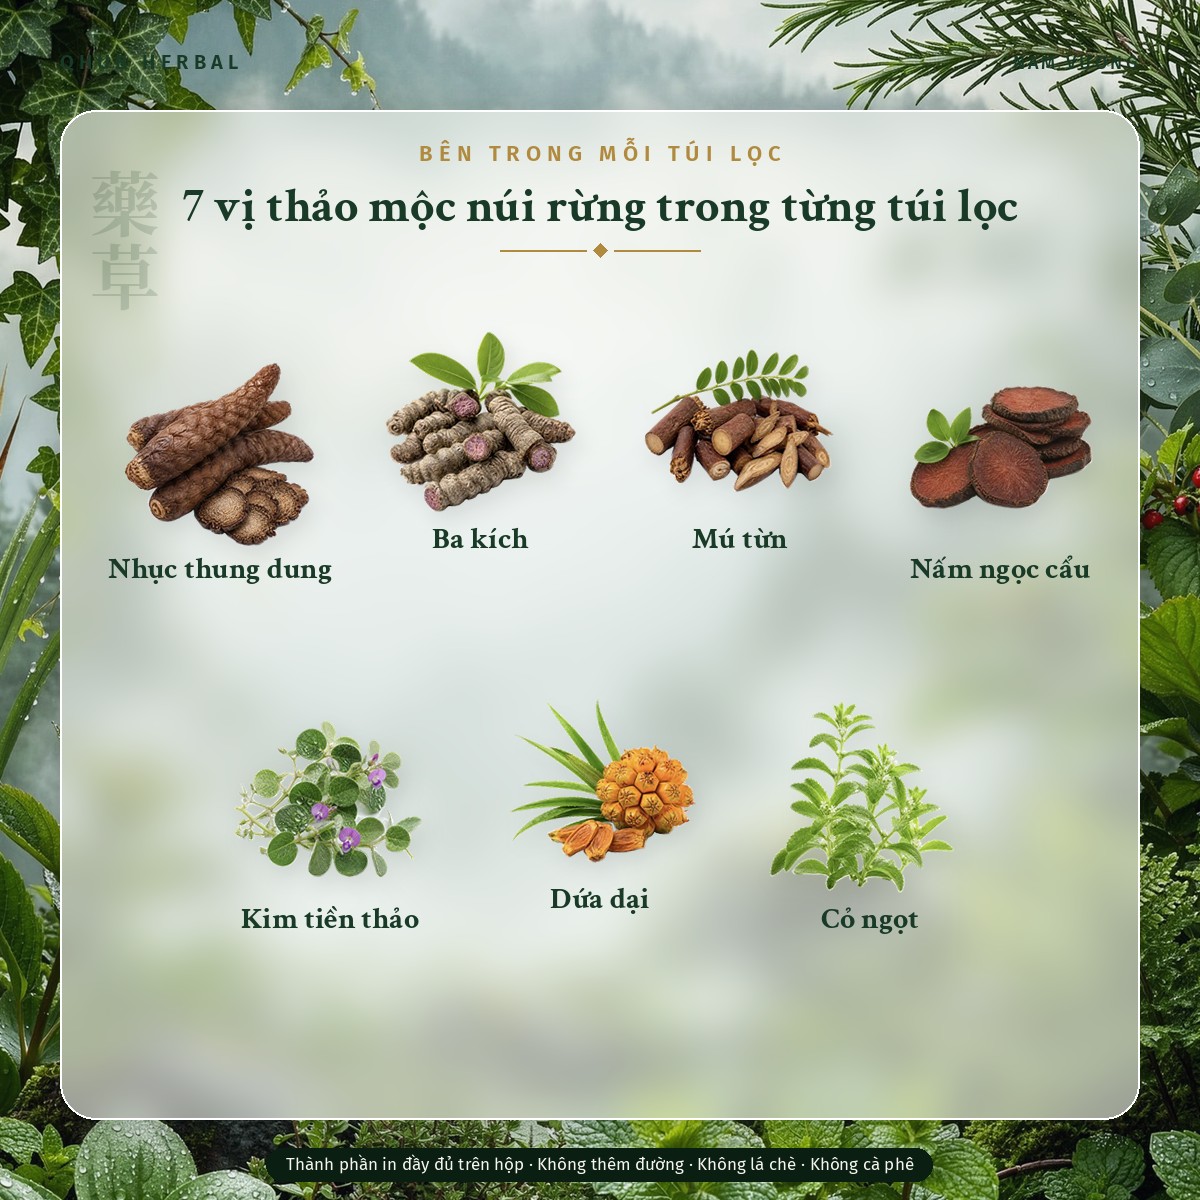 HERBAL
BÊN TRONG MỖI TÚI LỌC
7 vị thảo mộc núi rừng trong từng túi lọc
藥草
Nhục thung dung
Ba kích
Mú từn
Nấm ngọc cẩu
Kim tiền thảo
Dứa dại
Cỏ ngọt
Thành phần in đầy đủ trên hộp · Không thêm đường · Không lá chè · Không cà phê